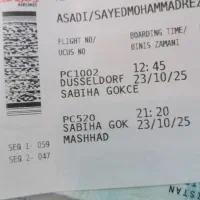 ASADI/SAYEDMOHAMMADREZ
FLIGHT NO/ BOARDING TIME/
UCUS NO BINIS ZAMANI
PC1002 12:45
DUSSELDORF 23/10/25
SABIHA GOKCE
PC520 21:20
SABIHA GOK 23/10/25
MASHHAD
SEQ 1- 059
SEQ 2- 047